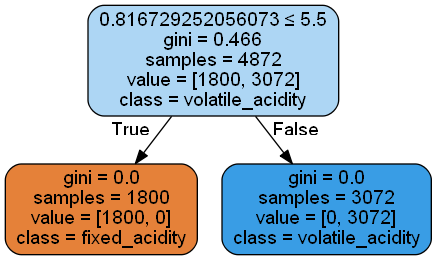 0.816729252056073 ≤ 5.5
gini = 0.466
samples = 4872
value = [1800, 3072]
class = volatile_acidity
True
False
gini = 0.0
samples = 1800
value = [1800, 0]
class = fixed_acidity
gini = 0.0
samples = 3072
value = [0, 3072]
class = volatile_acidity